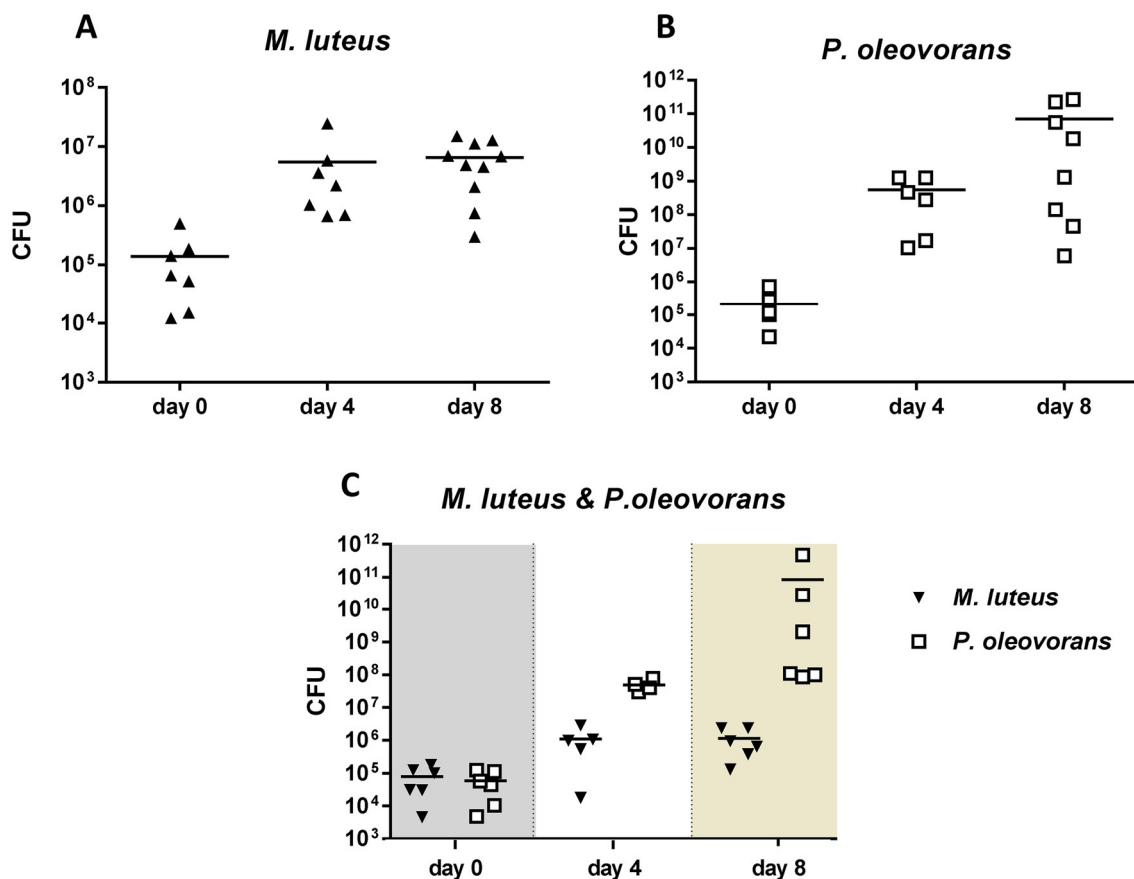 A
M. luteus
CFU
10⁸
10⁷
10⁶
10⁵
10⁴
10³
day 0 day 4 day 8
B
P. oleovorans
CFU
10¹²
10¹¹
10¹⁰
10⁹
10⁸
10⁷
10⁶
10⁵
10⁴
10³
day 0 day 4 day 8
C
M. luteus & P.oleovorans
CFU
10¹²
10¹¹
10¹⁰
10⁹
10⁸
10⁷
10⁶
10⁵
10⁴
10³
day 0 day 4 day 8
M. luteus
P. oleovorans